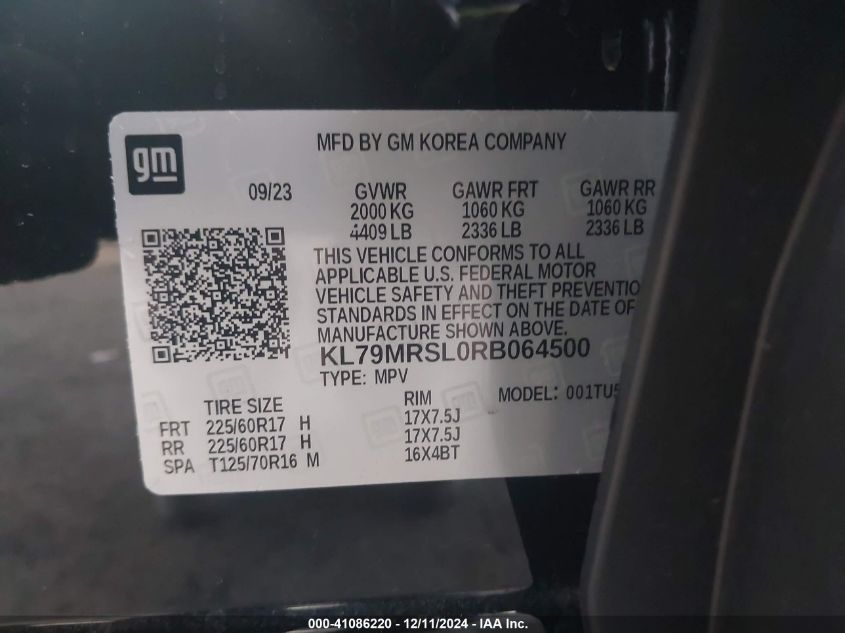 gm
MFD BY GM KOREA COMPANY
09/23 GVWR GAWR FRT GAWR RR
2000 KG 1060 KG 1060 KG
4409 LB 2336 LB 2336 LB
THIS VEHICLE CONFORMS TO ALL
APPLICABLE U.S. FEDERAL MOTOR
VEHICLE SAFETY AND THEFT PREVENTIO
STANDARDS IN EFFECT ON THE DATE OF
MANUFACTURE SHOWN ABOVE.
KL79MRSL0RB064500
TYPE: MPV MODEL: 001TU5
TIRE SIZE RIM
FRT 225/60R17 H 17X7.5J
RR 225/60R17 H 17X7.5J
SPA T125/70R16 M 16X4BT
000-41086220 - 12/11/2024 - IAA Inc.